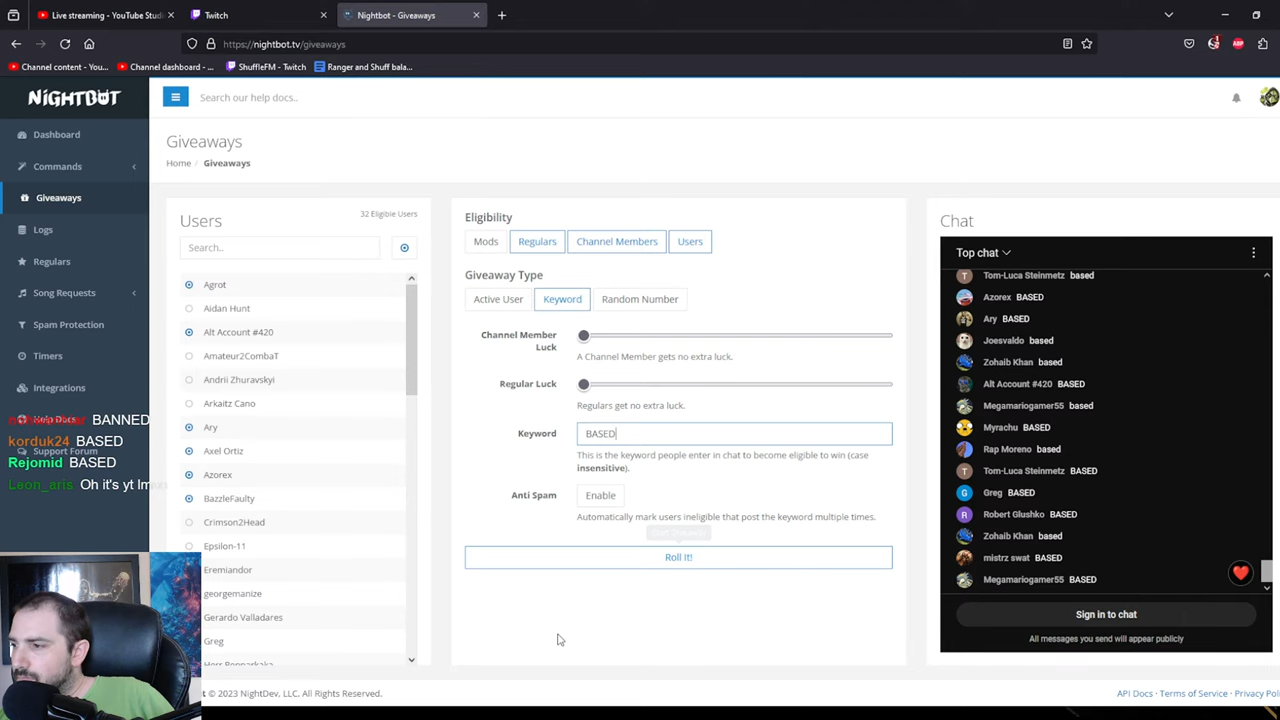 Live streaming - YouTube Stud
Twitch
Nightbot - Giveaways
https://nightbot.tv/giveaways
Channel content - You...
Channel dashboard - ...
ShuffleFM - Twitch
Ranger and Shuff bala...
NIGHTBOT
Search our help docs..
Dashboard
Commands
Giveaways
Logs
Regulars
Song Requests
Spam Protection
Timers
Integrations
Help Docs
Support Forum
BANNED
korduk24 BASED
Rejomid BASED
Leon_aris Oh it's yt
Giveaways
Home / Giveaways
Users
32 Eligible Users
Search..
Agrot
Aidan Hunt
Alt Account #420
Amateur2CombaT
Andrii Zhuravskyi
Arkaitz Cano
Ary
Axel Ortiz
Azorex
BazzleFaulty
Crimson2Head
Epsilon-11
Eremiandor
georgemanize
Gerardo Valladares
Greg
Eligibility
Mods
Regulars
Channel Members
Users
Giveaway Type
Active User
Keyword
Random Number
Channel Member
Luck
A Channel Member gets no extra luck.
Regular Luck
Regulars get no extra luck.
Keyword
BASED
This is the keyword people enter in chat to become eligible to win (case
insensitive).
Anti Spam
Enable
Automatically mark users ineligible that post the keyword multiple times.
Roll It!
Chat
Top chat
Tom-Luca Steinmetz based
Azorex BASED
Ary BASED
Joesvaldo based
Zohaib Khan based
Alt Account #420 BASED
Megamariogamer55 based
Myrachu BASED
Rap Moreno based
Tom-Luca Steinmetz BASED
Greg BASED
Robert Glushko BASED
Zohaib Khan based
mistrz swat BASED
Megamariogamer55 BASED
Sign in to chat
All messages you send will appear publicly
© 2023 NightDev, LLC. All Rights Reserved.
API Docs · Terms of Service · Privacy Pol